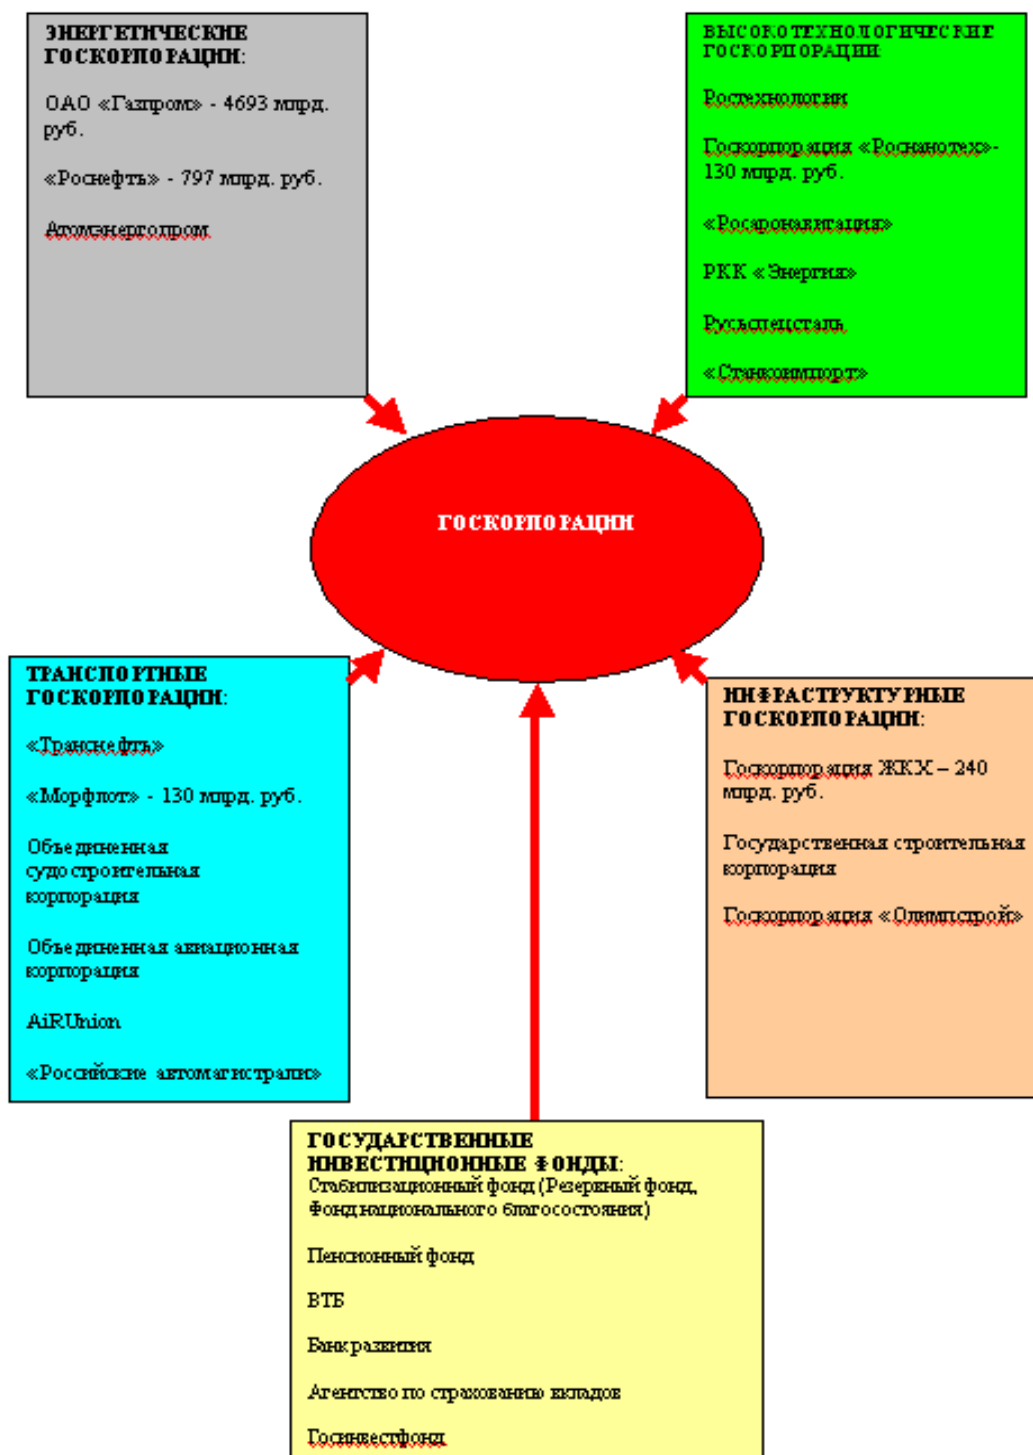 ЭНЕРГЕТИЧЕСКИЕ
ГОСКОРПОРАЦИИ:
ОАО «Газпром» - 4693 млрд.
руб.
«Роснефть» - 797 млрд. руб.
Атомэнергопром
ВЫСОКОТЕХНОЛОГИЧЕСКИЕ
ГОСКОРПОРАЦИИ:
Ростехнологии
Госкорпорация «Роснанотех»-
130 млрд. руб.
«Росаронавигация»
РКК «Энергия»
Русьспецсталь
«Станкоимпорт»
ГОСКОРПОРАЦИИ
ТРАНСПОРТНЫЕ
ГОСКОРПОРАЦИИ:
«Транснефть»
«Морфлот» - 130 млрд. руб.
Объединенная
судостроительная
корпорация
Объединенная авиационная
корпорация
AiRUnion
«Российские автомагистрали»
ИНФРАСТРУКТУРНЫЕ
ГОСКОРПОРАЦИИ:
Госкорпорация ЖКХ – 240
млрд. руб.
Государственная строительная
корпорация
Госкорпорация «Олимпстрой»
ГОСУДАРСТВЕННЫЕ
ИНВЕСТИЦИОННЫЕ ФОНДЫ:
Стабилизационный фонд (Резервный фонд,
Фонд национального благосостояния)
Пенсионный фонд
ВТБ
Банк развития
Агентство по страхованию вкладов
Госинвестфонд